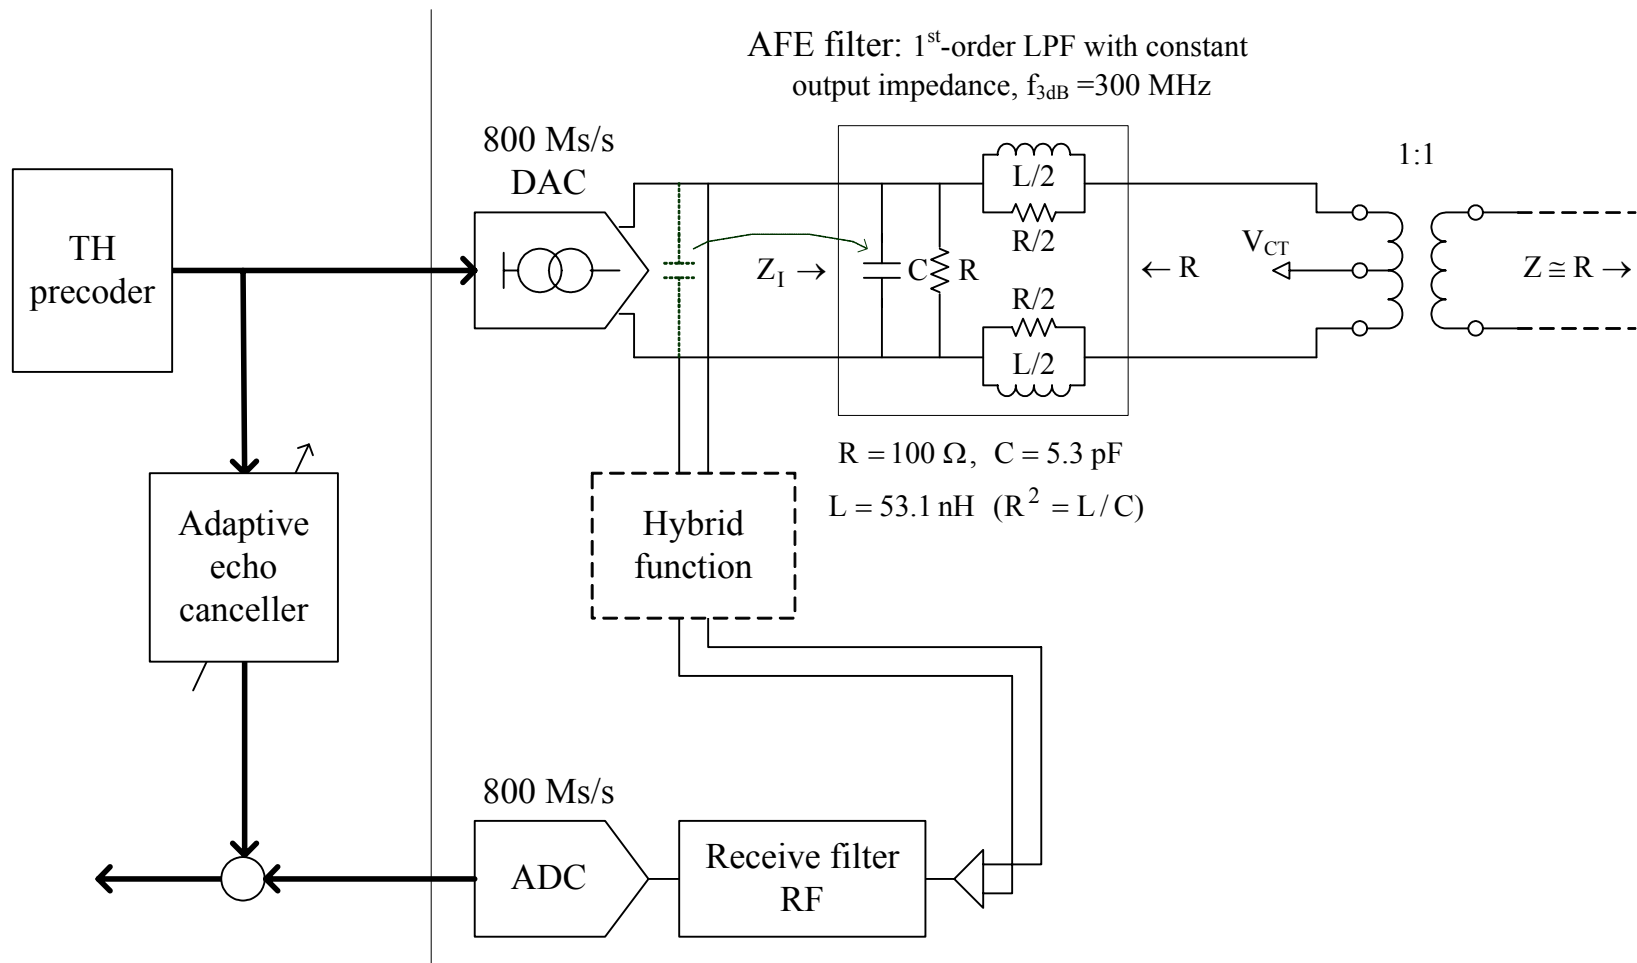 AFE filter: 1st-order LPF with constant
output impedance, f3dB =300 MHz
800 Ms/s
DAC
1:1
TH
precoder
L/2
R/2
VCT
ZI →
C
R
← R
Z ≅ R →
R/2
L/2
R = 100 Ω, C = 5.3 pF
L = 53.1 nH (R² = L / C)
Adaptive
echo
canceller
Hybrid
function
800 Ms/s
ADC
Receive filter
RF